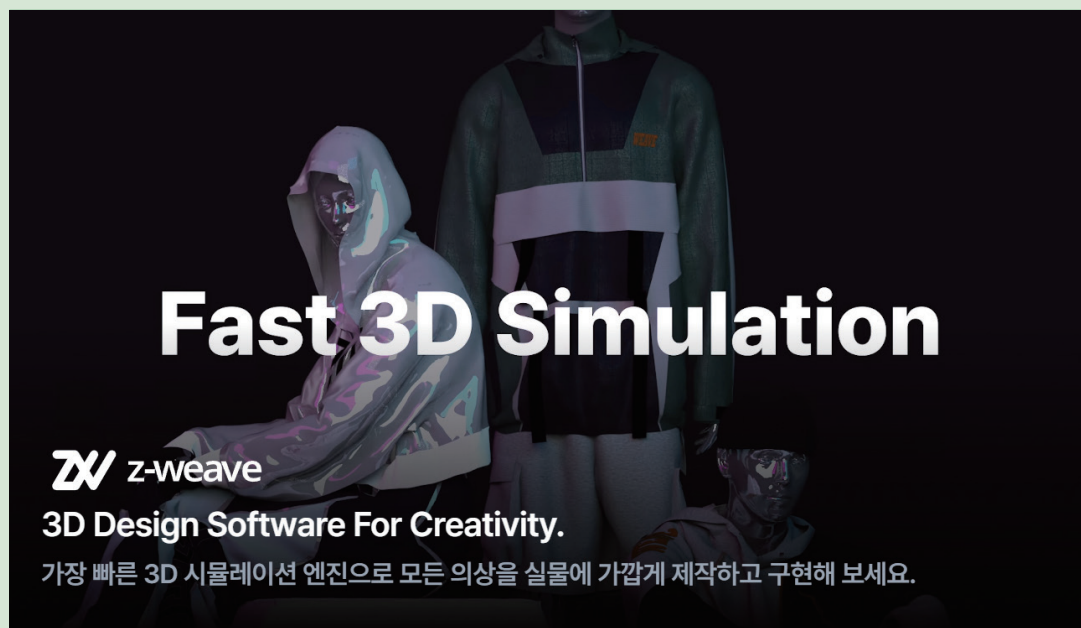 Fast 3D Simulation
z-weave
3D Design Software For Creativity.
가장 빠른 3D 시뮬레이션 엔진으로 모든 의상을 실물에 가깝게 제작하고 구현해 보세요.